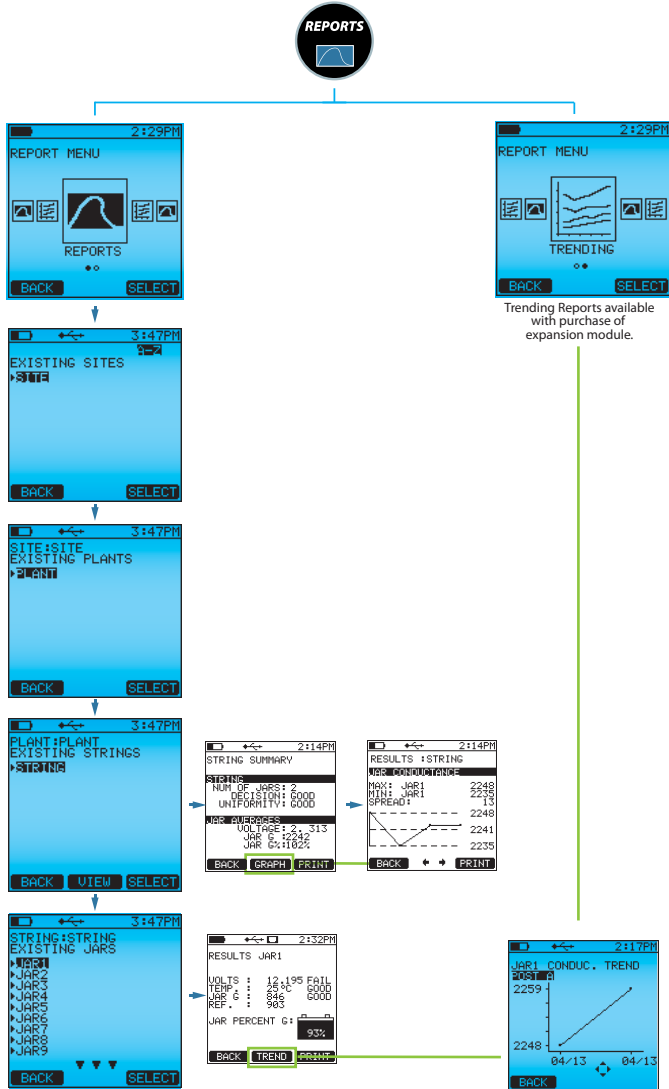 REPORTS
2:29PM
REPORT MENU
REPORTS
BACK SELECT
2:29PM
REPORT MENU
TRENDING
BACK SELECT
Trending Reports available
with purchase of
expansion module.
3:47PM
A-Z
EXISTING SITES
SITE
BACK SELECT
3:47PM
SITE:SITE
EXISTING PLANTS
PLANT
BACK SELECT
3:47PM
PLANT:PLANT
EXISTING STRINGS
STRING
BACK VIEW SELECT
2:14PM
STRING SUMMARY
STRING
NUM OF JARS: 2
DECISION: GOOD
UNIFORMITY: GOOD
JAR AVERAGES
VOLTAGE: 2. 313
JAR G :2242
JAR G%:102%
BACK GRAPH PRINT
2:14PM
RESULTS :STRING
JAR CONDUCTANCE
MAX: JAR1 2248
MIN: JAR1 2235
SPREAD: 13
2248
2241
2235
BACK PRINT
3:47PM
STRING:STRING
EXISTING JARS
JAR1
JAR2
JAR3
JAR4
JAR5
JAR6
JAR7
JAR8
JAR9
BACK SELECT
2:32PM
RESULTS JAR1
VOLTS : 12.195 FAIL
TEMP. : 25°C GOOD
JAR G : 846 GOOD
REF. : 903
JAR PERCENT G:
93%
BACK TREND PRINT
2:17PM
JAR1 CONDUC. TREND
POST A
2259
2248
04/13 04/13
BACK